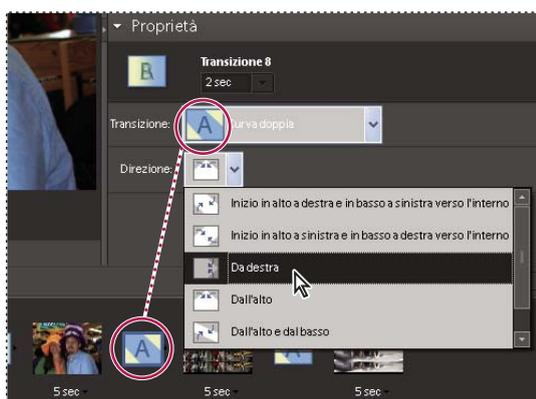 Proprietà
B
Transizione 8
2 sec
Transizione:
A
Curva doppia
Direzione:
Inizio in alto a destra e in basso a sinistra verso l'interno
Inizio in alto a sinistra e in basso a destra verso l'interno
Da destra
Dall'alto
Dall'alto e dal basso
A
A
5 sec
5 sec
5 sec